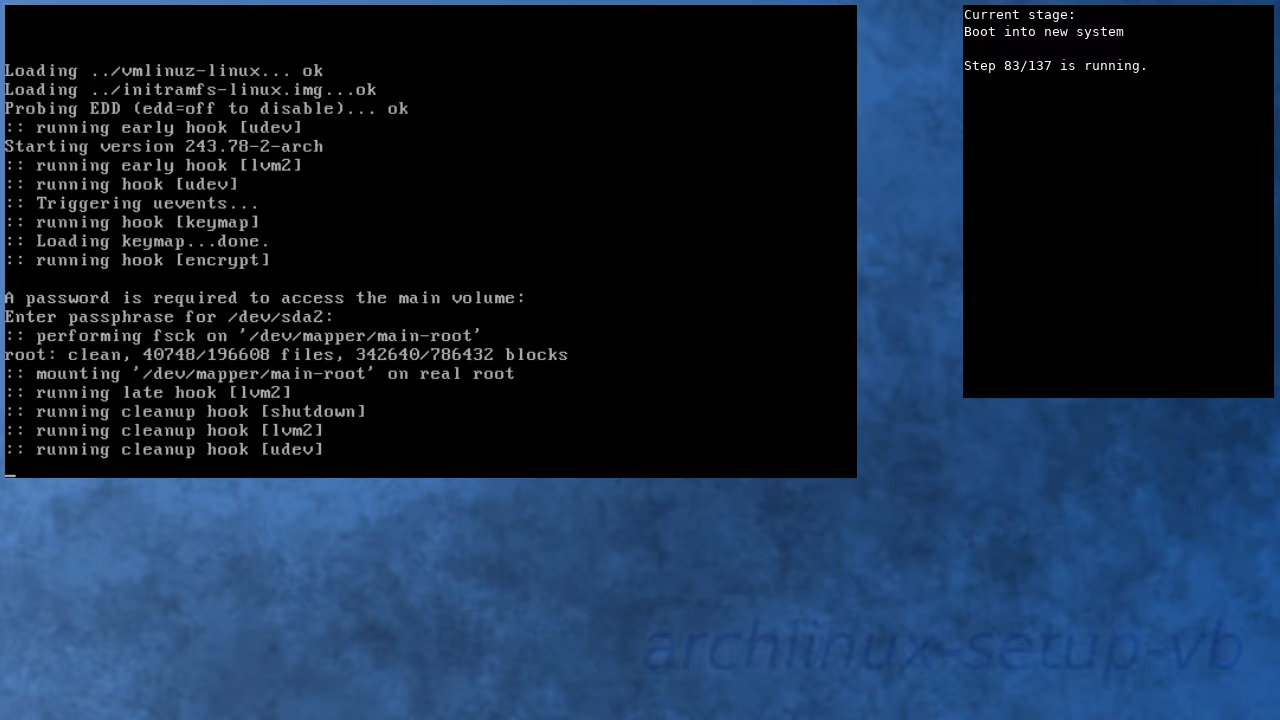 Loading ../vmlinuz-linux... ok
Loading ../initramfs-linux.img...ok
Probing EDD (edd=off to disable)... ok
:: running early hook [udev]
Starting version 243.78-2-arch
:: running early hook [lvm2]
:: running hook [udev]
:: Triggering uevents...
:: running hook [keymap]
:: Loading keymap...done.
:: running hook [encrypt]

A password is required to access the main volume:
Enter passphrase for /dev/sda2:
:: performing fsck on '/dev/mapper/main-root'
root: clean, 40748/196608 files, 342640/786432 blocks
:: mounting '/dev/mapper/main-root' on real root
:: running late hook [lvm2]
:: running cleanup hook [shutdown]
:: running cleanup hook [lvm2]
:: running cleanup hook [udev]
_
Current stage:
Boot into new system

Step 83/137 is running.
archlinux-setup-vb